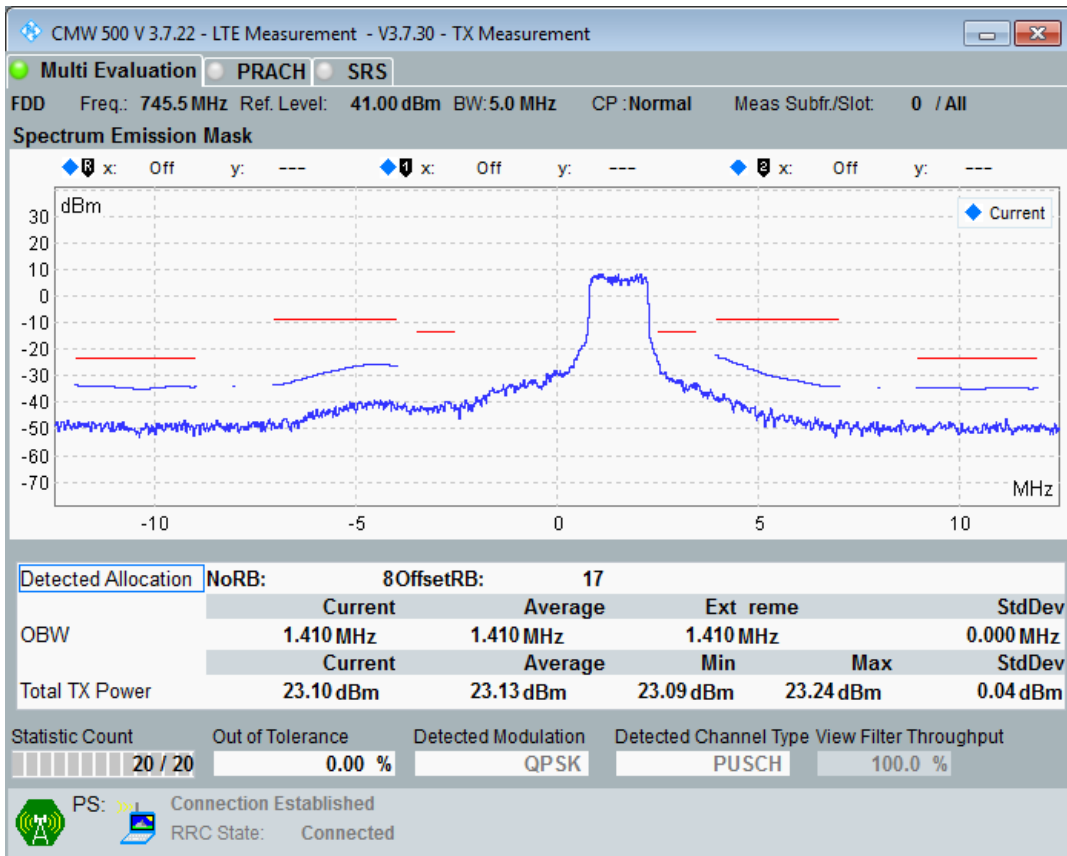 CMW 500 V 3.7.22 - LTE Measurement - V3.7.30 - TX Measurement
Multi Evaluation PRACH SRS
FDD Freq.: 745.5 MHz Ref. Level: 41.00 dBm BW: 5.0 MHz CP : Normal Meas Subfr./Slot: 0 / All
Spectrum Emission Mask
R x: Off y: --- 1 x: Off y: --- 2 x: Off y: ---
dBm
Current
30
20
10
0
-10
-20
-30
-40
-50
-60
-70
MHz
-10 -5 0 5 10
Detected Allocation NoRB: 8 OffsetRB: 17
Current Average Ext reme StdDev
OBW 1.410 MHz 1.410 MHz 1.410 MHz 0.000 MHz
Current Average Min Max StdDev
Total TX Power 23.10 dBm 23.13 dBm 23.09 dBm 23.24 dBm 0.04 dBm
Statistic Count Out of Tolerance Detected Modulation Detected Channel Type View Filter Throughput
20 / 20 0.00 % QPSK PUSCH 100.0 %
PS: Connection Established
RRC State: Connected